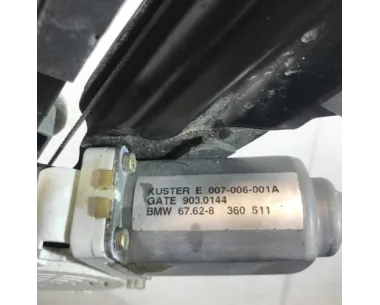 KUSTER E 007-006-001A
GATE 903.0144
BMW 67.62-8 360 511